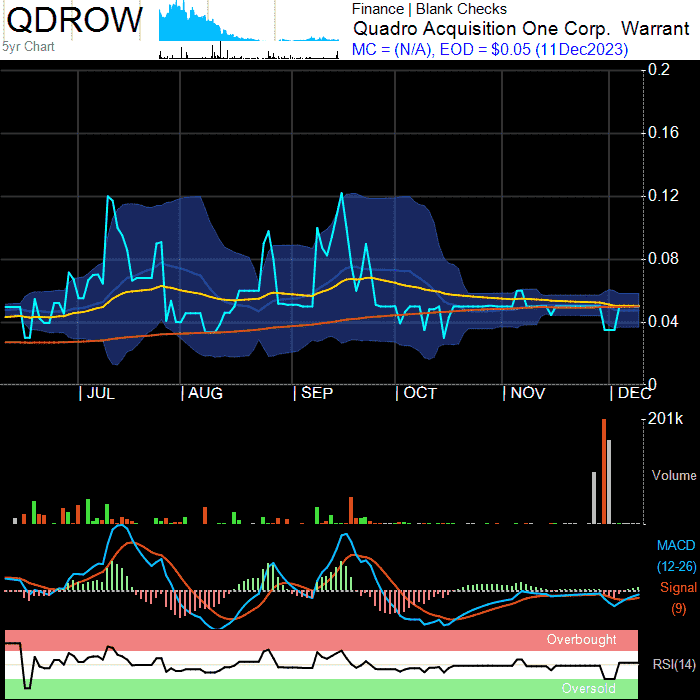 QDROW
5yr Chart
Finance | Blank Checks
Quadro Acquisition One Corp. Warrant
MC = (N/A), EOD = $0.05 (11Dec2023)
0.2
0.16
0.12
0.08
0.04
0
| JUL | AUG | SEP | OCT | NOV | DEC
201k
Volume
MACD
(12-26)
Signal
(9)
Overbought
RSI(14)
Oversold